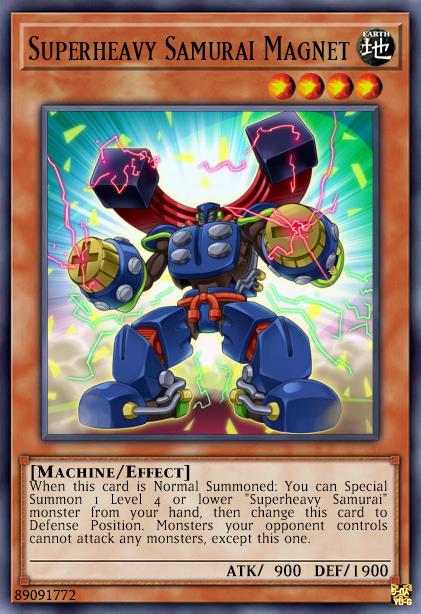 SUPERHEAVY SAMURAI MAGNET
EARTH
地
[MACHINE/EFFECT]
When this card is Normal Summoned: You can Special
Summon 1 Level 4 or lower "Superheavy Samurai"
monster from your hand, then change this card to
Defense Position. Monsters your opponent controls
cannot attack any monsters, except this one.
ATK/ 900 DEF/1900
89091772